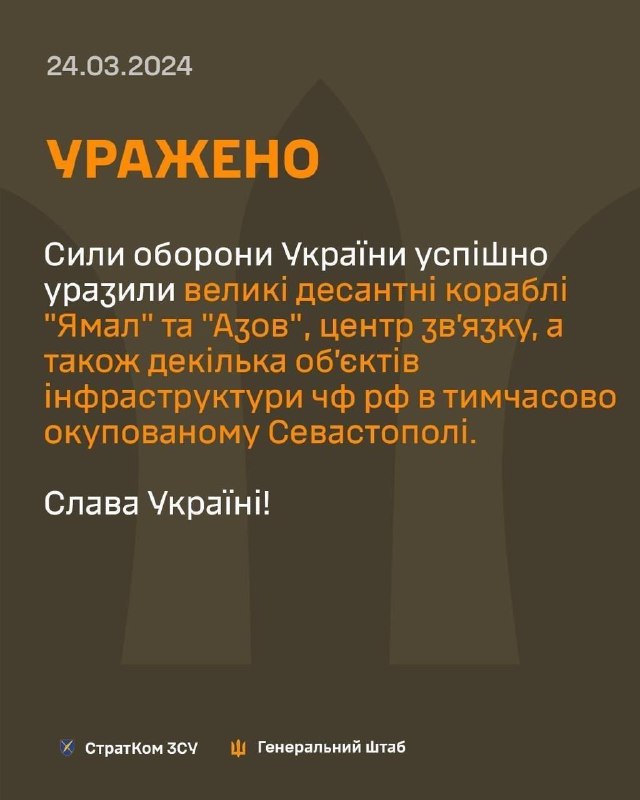 24.03.2024
УРАЖЕНО
Сили оборони України успішно
уразили великі десантні кораблі
"Ямал" та "Азов", центр зв'язку, а
також декілька об'єктів
інфраструктури чф рф в тимчасово
окупованому Севастополі.
Слава Україні!
СтратКом ЗСУ
Генеральний штаб